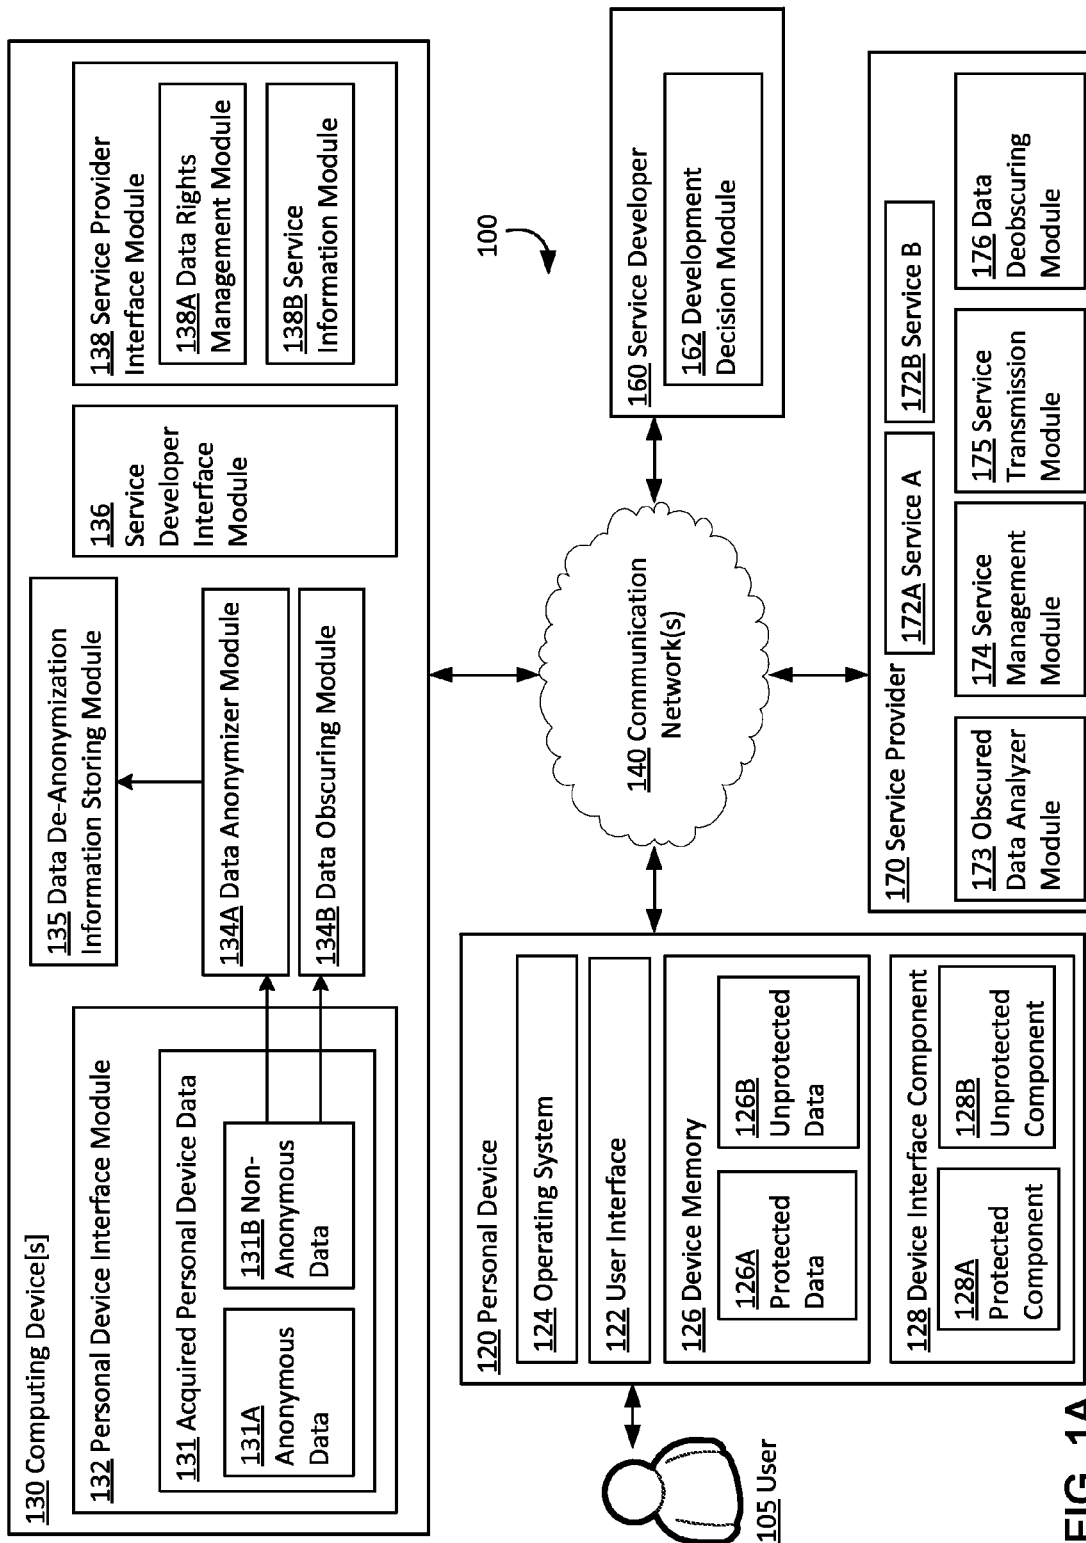 130 Computing Device[s]
132 Personal Device Interface Module
131 Acquired Personal Device Data
131A
Anonymous
Data
131B Non-
Anonymous
Data
135 Data De-Anonymization
Information Storing Module
134A Data Anonymizer Module
134B Data Obscuring Module
136
Service
Developer
Interface
Module
138 Service Provider
Interface Module
138A Data Rights
Management Module
138B Service
Information Module
100
105 User
120 Personal Device
124 Operating System
122 User Interface
126 Device Memory
126A
Protected
Data
126B
Unprotected
Data
128 Device Interface Component
128A
Protected
Component
128B
Unprotected
Component
140 Communication
Network(s)
160 Service Developer
162 Development
Decision Module
170 Service Provider
172A Service A
172B Service B
173 Obscured
Data Analyzer
Module
174 Service
Management
Module
175 Service
Transmission
Module
176 Data
Deobscuring
Module
FIG. 1A